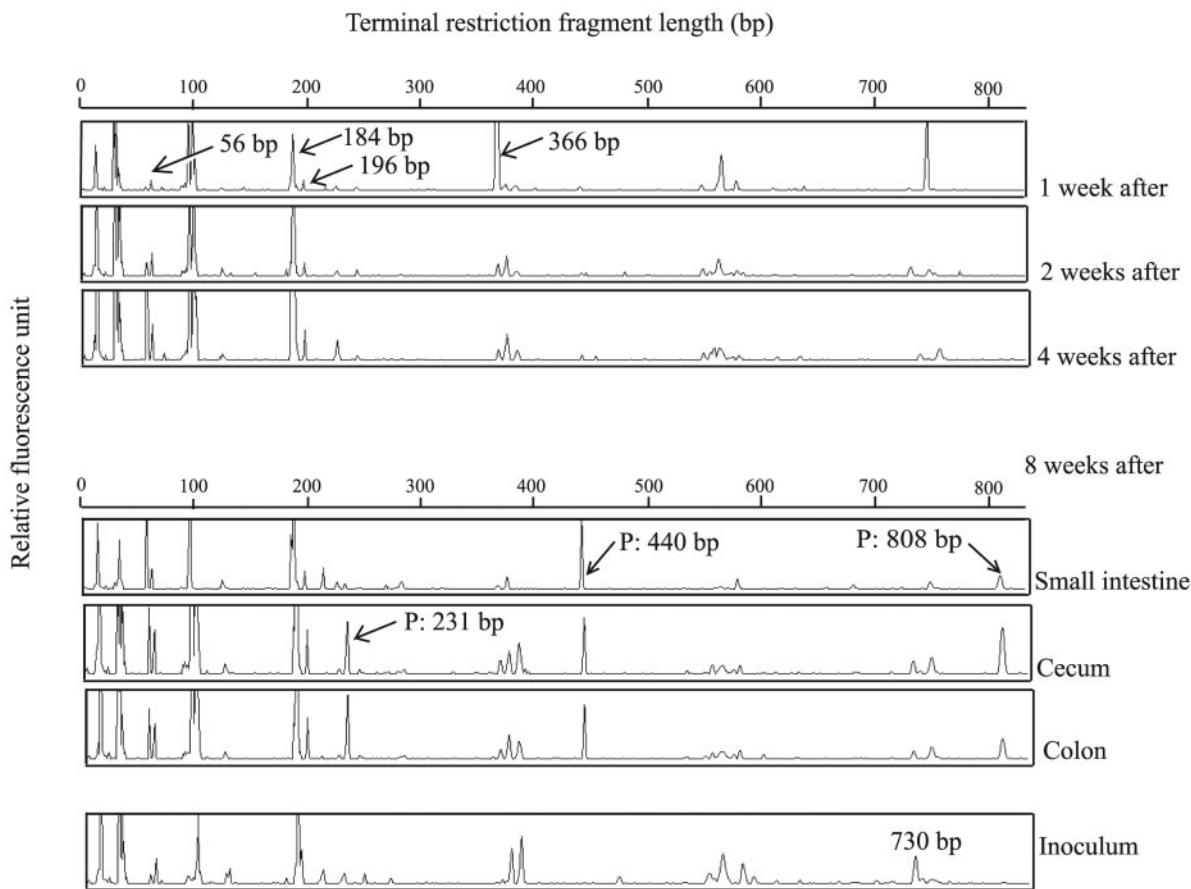 Terminal restriction fragment length (bp)
0 100 200 300 400 500 600 700 800
56 bp
184 bp
196 bp
366 bp
1 week after
2 weeks after
4 weeks after
Relative fluorescence unit
8 weeks after
0 100 200 300 400 500 600 700 800
P: 440 bp
P: 808 bp
Small intestine
P: 231 bp
Cecum
Colon
730 bp
Inoculum